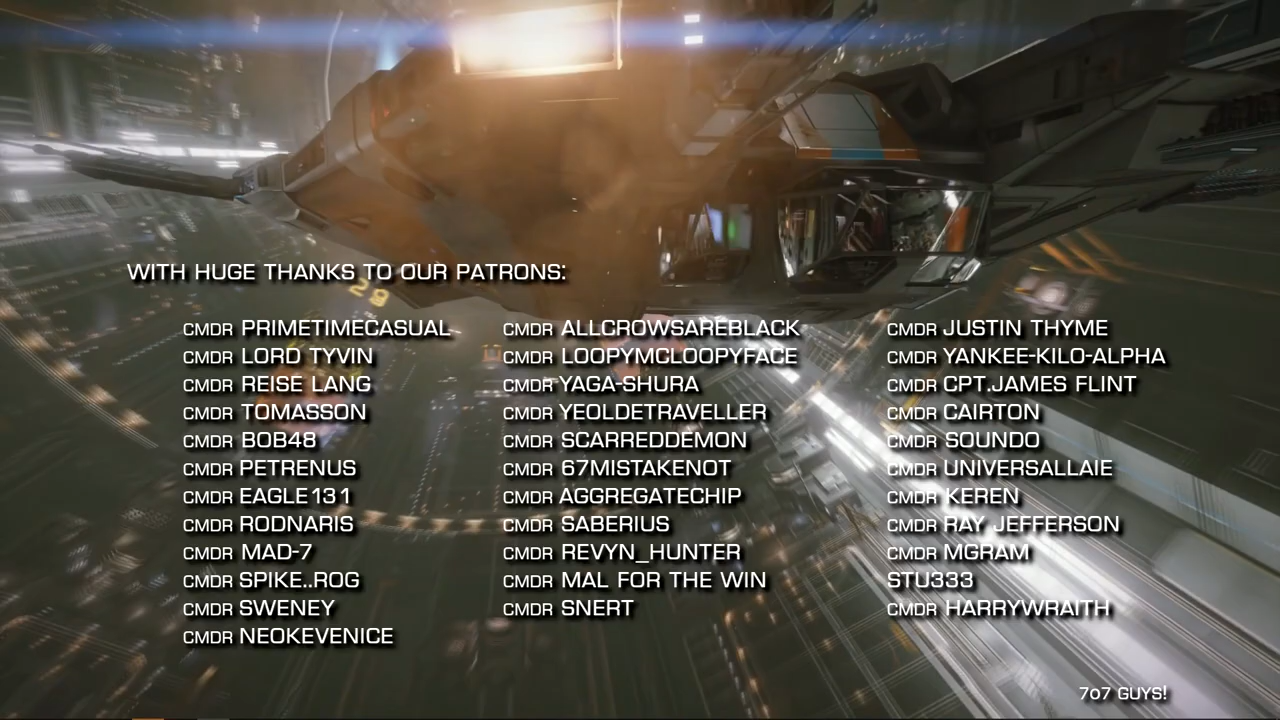 WITH HUGE THANKS TO OUR PATRONS:
29
CMDR PRIMETIMECASUAL
CMDR LORD TYVIN
CMDR REISE LANG
CMDR TOMASSON
CMDR BOB48
CMDR PETRENUS
CMDR EAGLE131
CMDR RODNARIS
CMDR MAD-7
CMDR SPIKE..ROG
CMDR SWENEY
CMDR NEOKEVENICE
CMDR ALLCROWSAREBLACK
CMDR LOOPYMCLOOPYFACE
CMDR YAGA-SHURA
CMDR YEOLDETRAVELLER
CMDR SCARREDDEMON
CMDR 67MISTAKENOT
CMDR AGGREGATECHIP
CMDR SABERIUS
CMDR REVYN_HUNTER
CMDR MAL FOR THE WIN
CMDR SNERT
CMDR JUSTIN THYME
CMDR YANKEE-KILO-ALPHA
CMDR CPT.JAMES FLINT
CMDR CAIRTON
CMDR SOUNDO
CMDR UNIVERSALLAIE
CMDR KEREN
CMDR RAY JEFFERSON
CMDR MGRAM
STU333
CMDR HARRYWRAITH
7o7 GUYS!